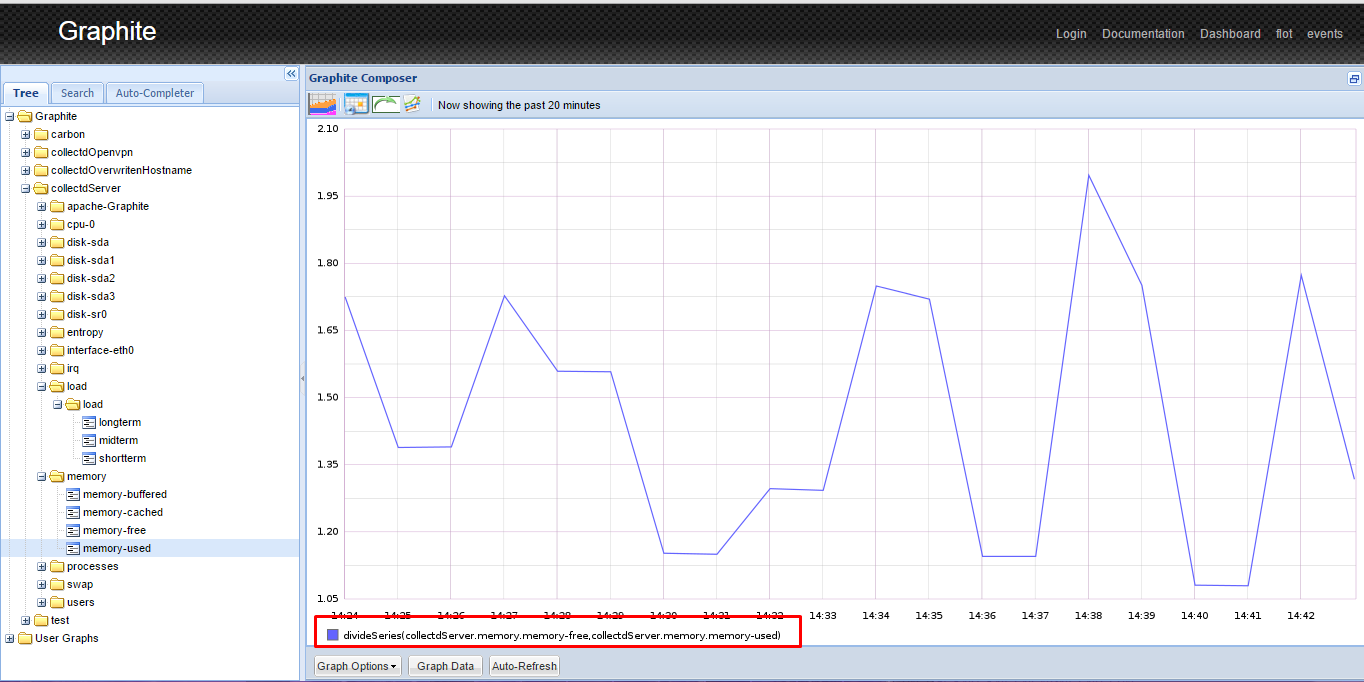 Graphite
Login Documentation Dashboard flot events
Tree Search Auto-Completer
Graphite
carbon
collectdOpenvpn
collectdOverwritenHostname
collectdServer
apache-Graphite
cpu-0
disk-sda
disk-sda1
disk-sda2
disk-sda3
disk-sr0
entropy
interface-eth0
irq
load
load
longterm
midterm
shortterm
memory
memory-buffered
memory-cached
memory-free
memory-used
processes
swap
users
test
User Graphs
Graphite Composer
Now showing the past 20 minutes
2.10
1.95
1.80
1.65
1.50
1.35
1.20
1.05
14:24 14:25 14:26 14:27 14:28 14:29 14:30 14:31 14:32 14:33 14:34 14:35 14:36 14:37 14:38 14:39 14:40 14:41 14:42
divideSeries(collectdServer.memory.memory-free,collectdServer.memory.memory-used)
Graph Options Graph Data Auto-Refresh